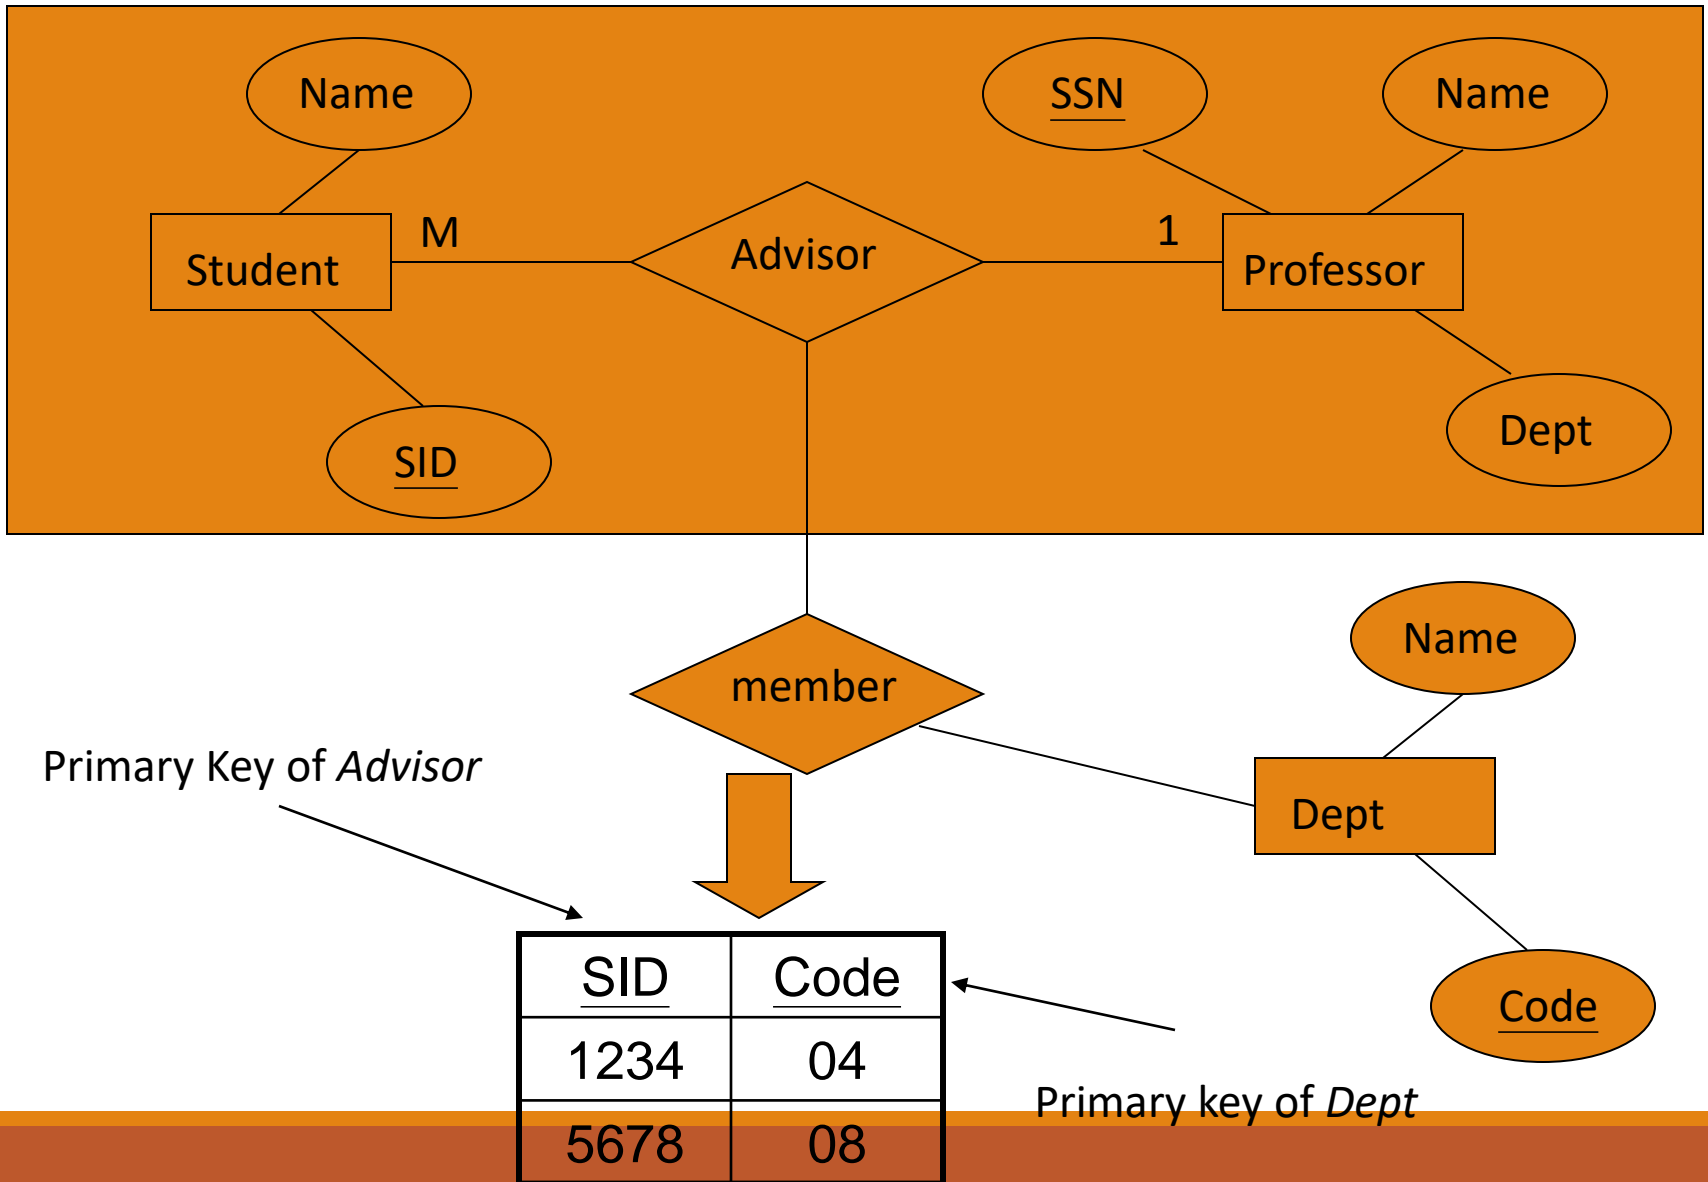 Name
SSN
Name
M
1
Advisor
Student
Professor
Dept
SID
Name
member
Primary Key of Advisor
Dept
SID Code
Code
1234 04
Primary key of Dept
5678 08